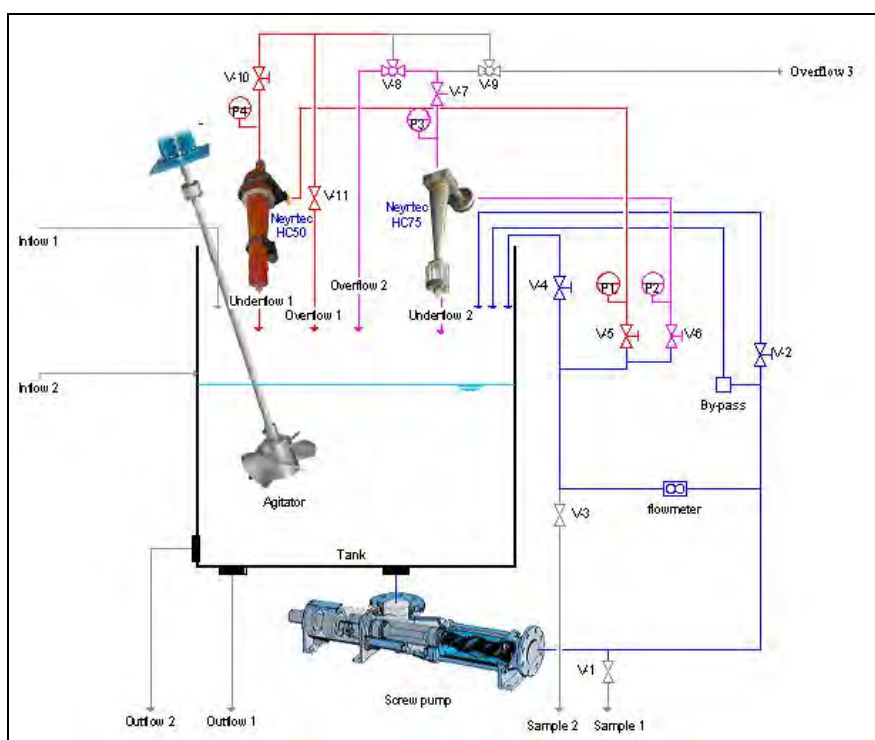 V-10
V-8
V-9
Overflow 3
P4
V-7
P3
V-11
Neyrtec
HC50
Neyrtec
HC75
Inflow 1
Overflow 2
V-4
P1
P2
Underflow 1
Overflow 1
Underflow 2
V-5
V-6
V-2
Inflow 2
By-pass
Agitator
flowmeter
V-3
Tank
V-1
Screw pump
Outflow 2
Outflow 1
Sample 2
Sample 1